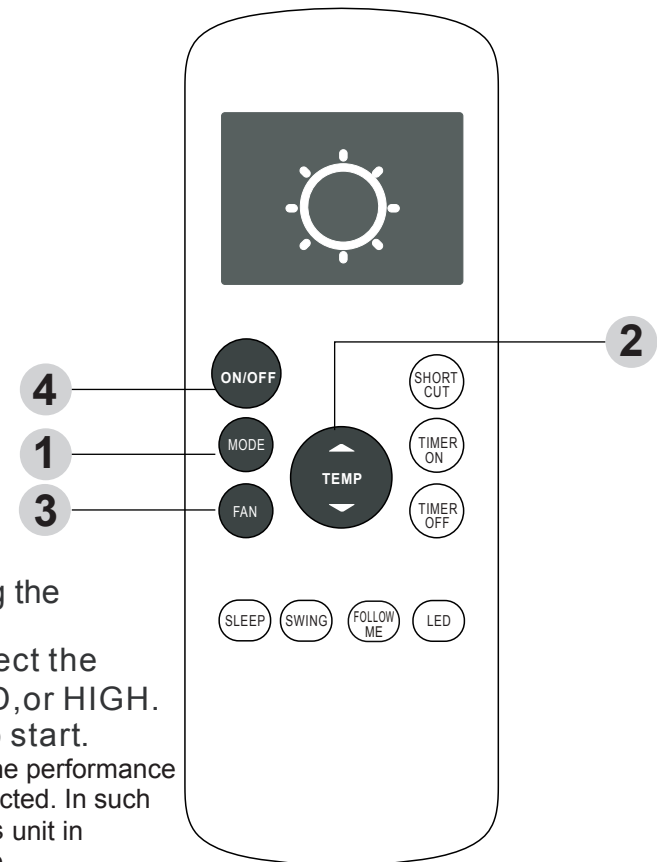 2
4
ON/OFF
SHORT
CUT
1
MODE
TEMP
TIMER
ON
3
FAN
TIMER
OFF
SLEEP
SWING
FOLLOW
ME
LED
g the
ect the
,or HIGH.
start.
performance
cted. In such
unit in